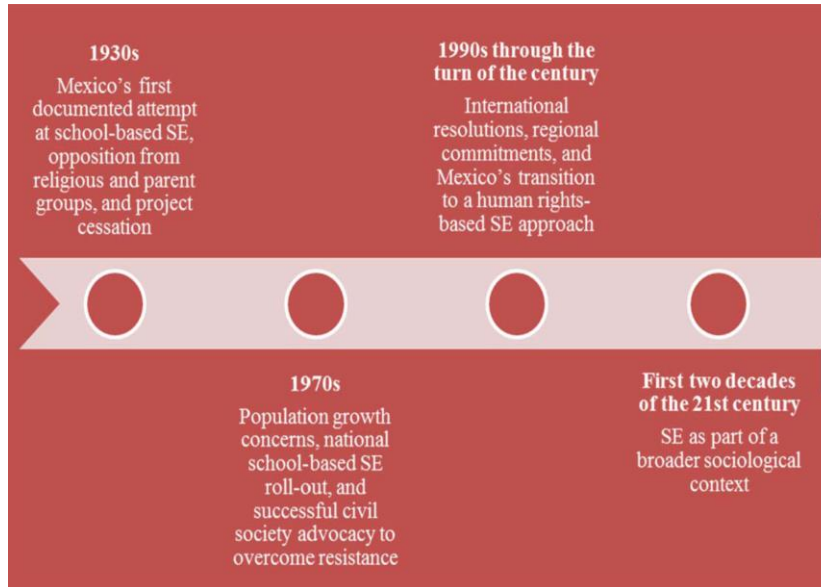 1930s
Mexico's first
documented attempt
at school-based SE,
opposition from
religious and parent
groups, and project
cessation
1970s
Population growth
concerns, national
school-based SE
roll-out, and
successful civil
society advocacy to
overcome resistance
1990s through the
turn of the century
International
resolutions, regional
commitments, and
Mexico's transition
to a human rights-
based SE approach
First two decades
of the 21st century
SE as part of a
broader sociological
context